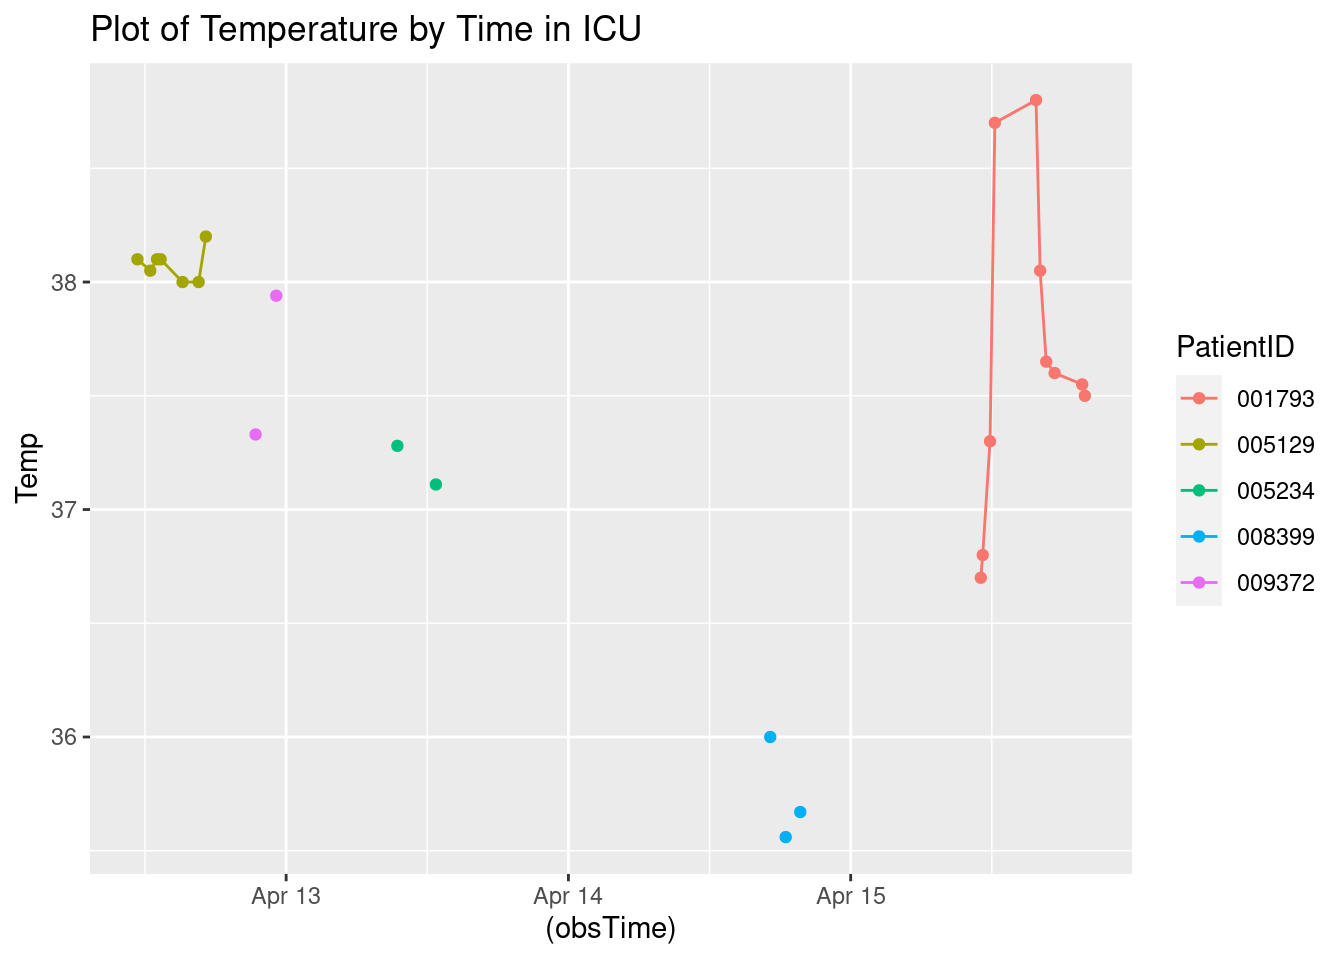 Plot of Temperature by Time in ICU
Temp
38
37
36
Apr 13
Apr 14
Apr 15
(obsTime)
PatientID
001793
005129
005234
008399
009372